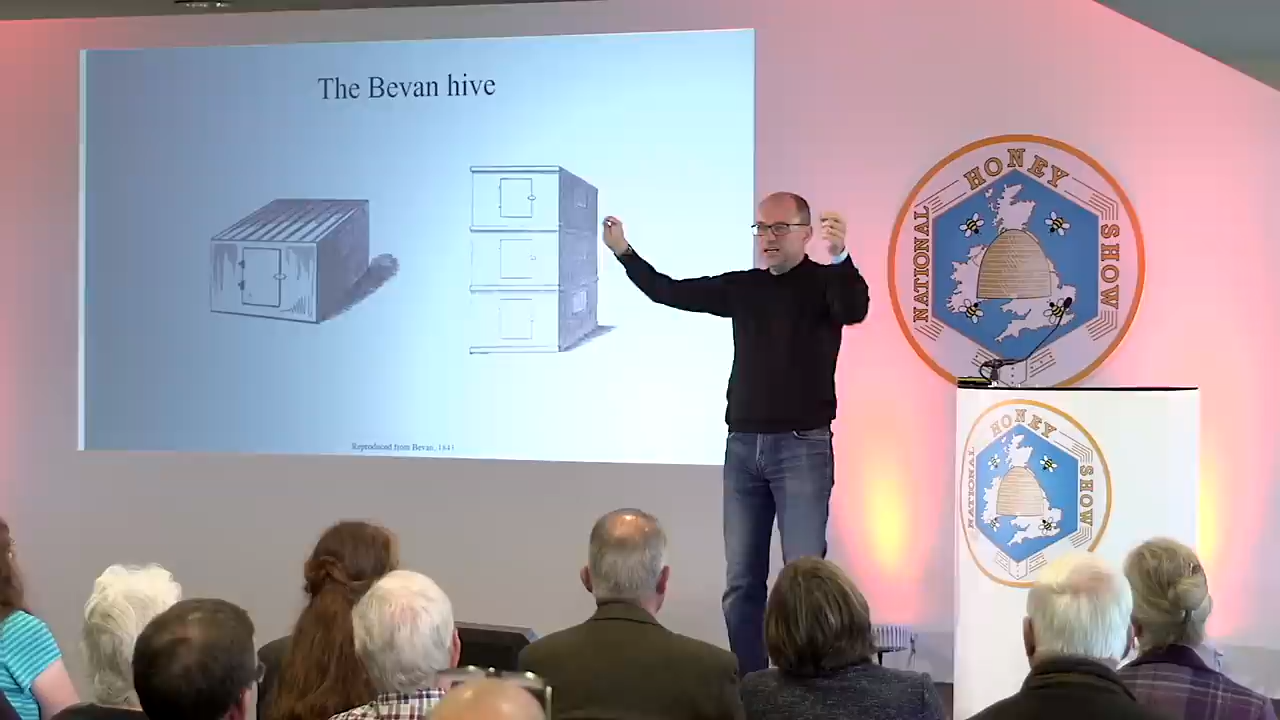 The Bevan hive
Reproduced from Bevan, 1843
NATIONAL HONEY SHOW
NATIONAL HONEY SHOW